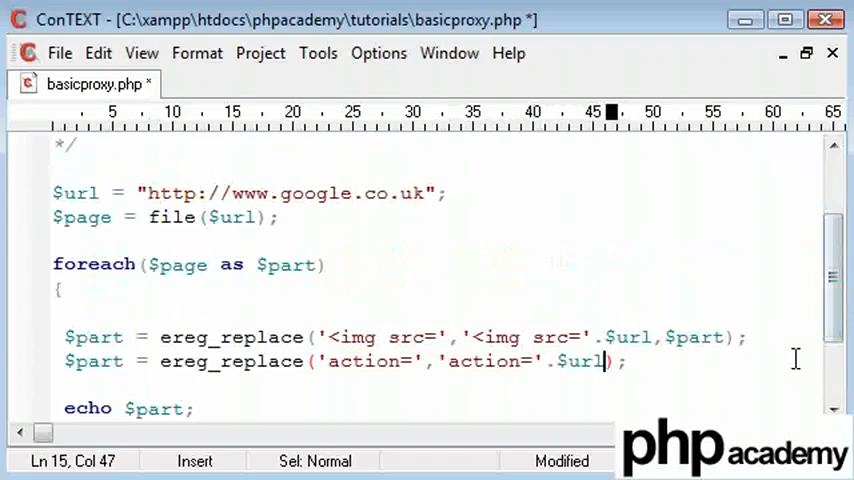 ConTEXT - [C:\xampp\htdocs\phpacademy\tutorials\basicproxy.php *]
File Edit View Format Project Tools Options Window Help
basicproxy.php *
5 10 15 20 25 30 35 40 45 50 55 60 65
*/
$url = "http://www.google.co.uk";
$page = file($url);
foreach($page as $part)
{
$part = ereg_replace('<img src=','<img src='.$url,$part);
$part = ereg_replace('action=','action='.$url);
echo $part;
Ln 15, Col 47 Insert Sel: Normal Modified
php academy